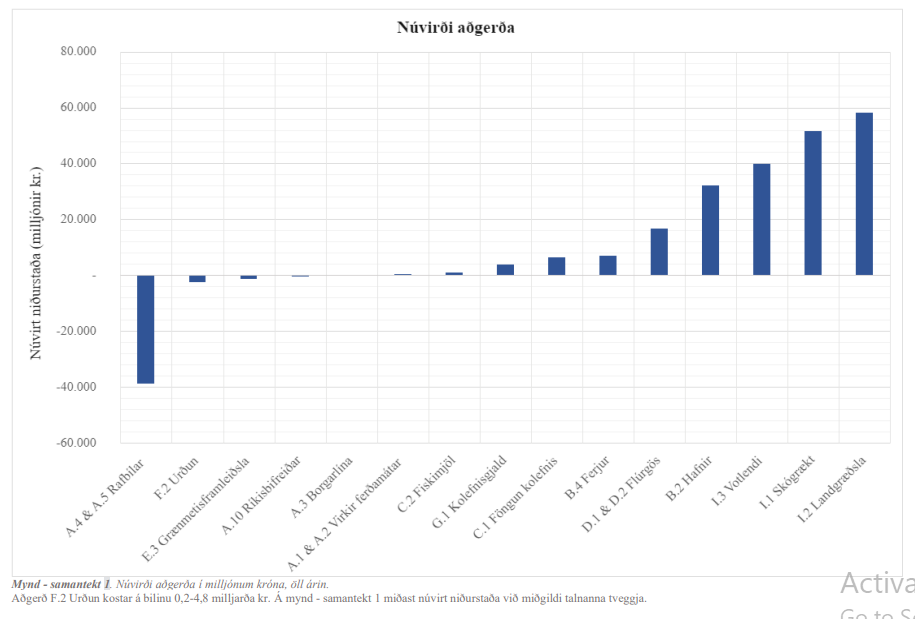 Núvirði aðgerða
80.000
60.000
40.000
20.000
-
-20.000
-40.000
-60.000
Núvirt niðurstaða (milljónir kr.)
A.4 & A.5 Rafbílar
F.2 Urðun
E.3 Grænmetisframleiðsla
A.10 Ríkisbifreiðar
A.3 Borgarlína
A.1 & A.2 Virkir ferðamátar
C.2 Fiskimjöl
G.1 Kolefnisgjald
C.1 Föngun kolefnis
B.4 Ferjur
D.1 & D.2 Flúrgös
B.2 Hafnir
I.3 Votlendi
I.1 Skógrækt
I.2 Landgræðsla
Mynd - samantekt 1. Núvirði aðgerða í milljónum króna, öll árin.
Aðgerð F.2 Urðun kostar á bilinu 0,2-4,8 milljarða kr. Á mynd - samantekt 1 miðast núvirt niðurstaða við miðgildi talnanna tveggja.
Activa
Go to S